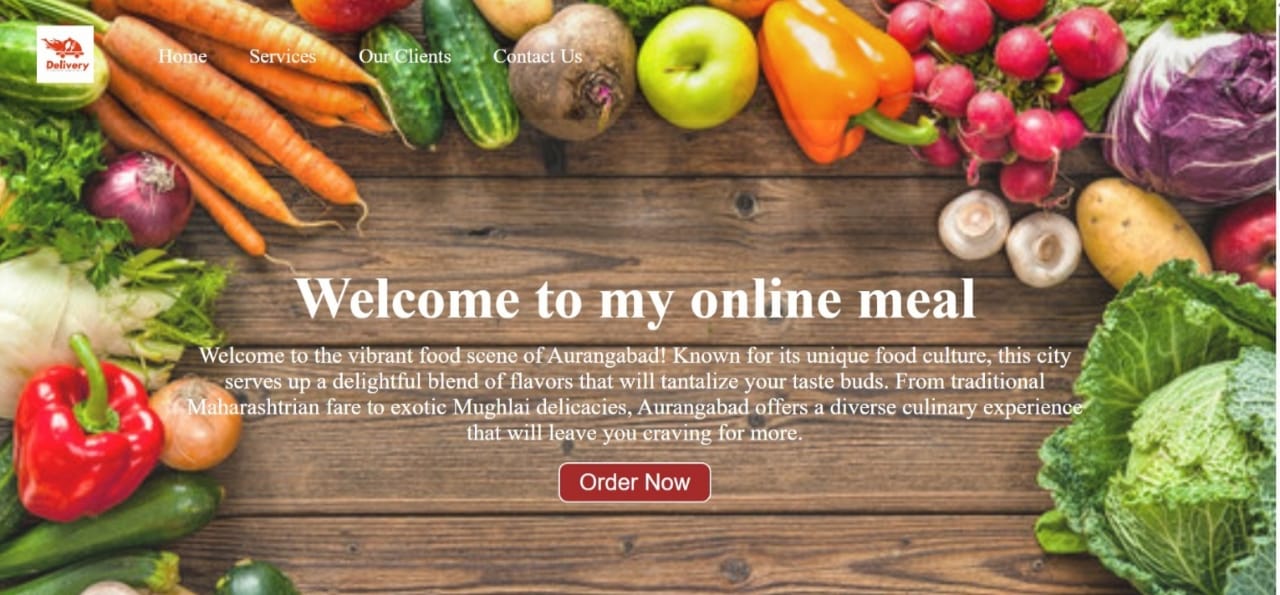 Delivery
Home Services Our Clients Contact Us
Welcome to my online meal
Welcome to the vibrant food scene of Aurangabad! Known for its unique food culture, this city
serves up a delightful blend of flavors that will tantalize your taste buds. From traditional
Maharashtrian fare to exotic Mughlai delicacies, Aurangabad offers a diverse culinary experience
that will leave you craving for more.
Order Now